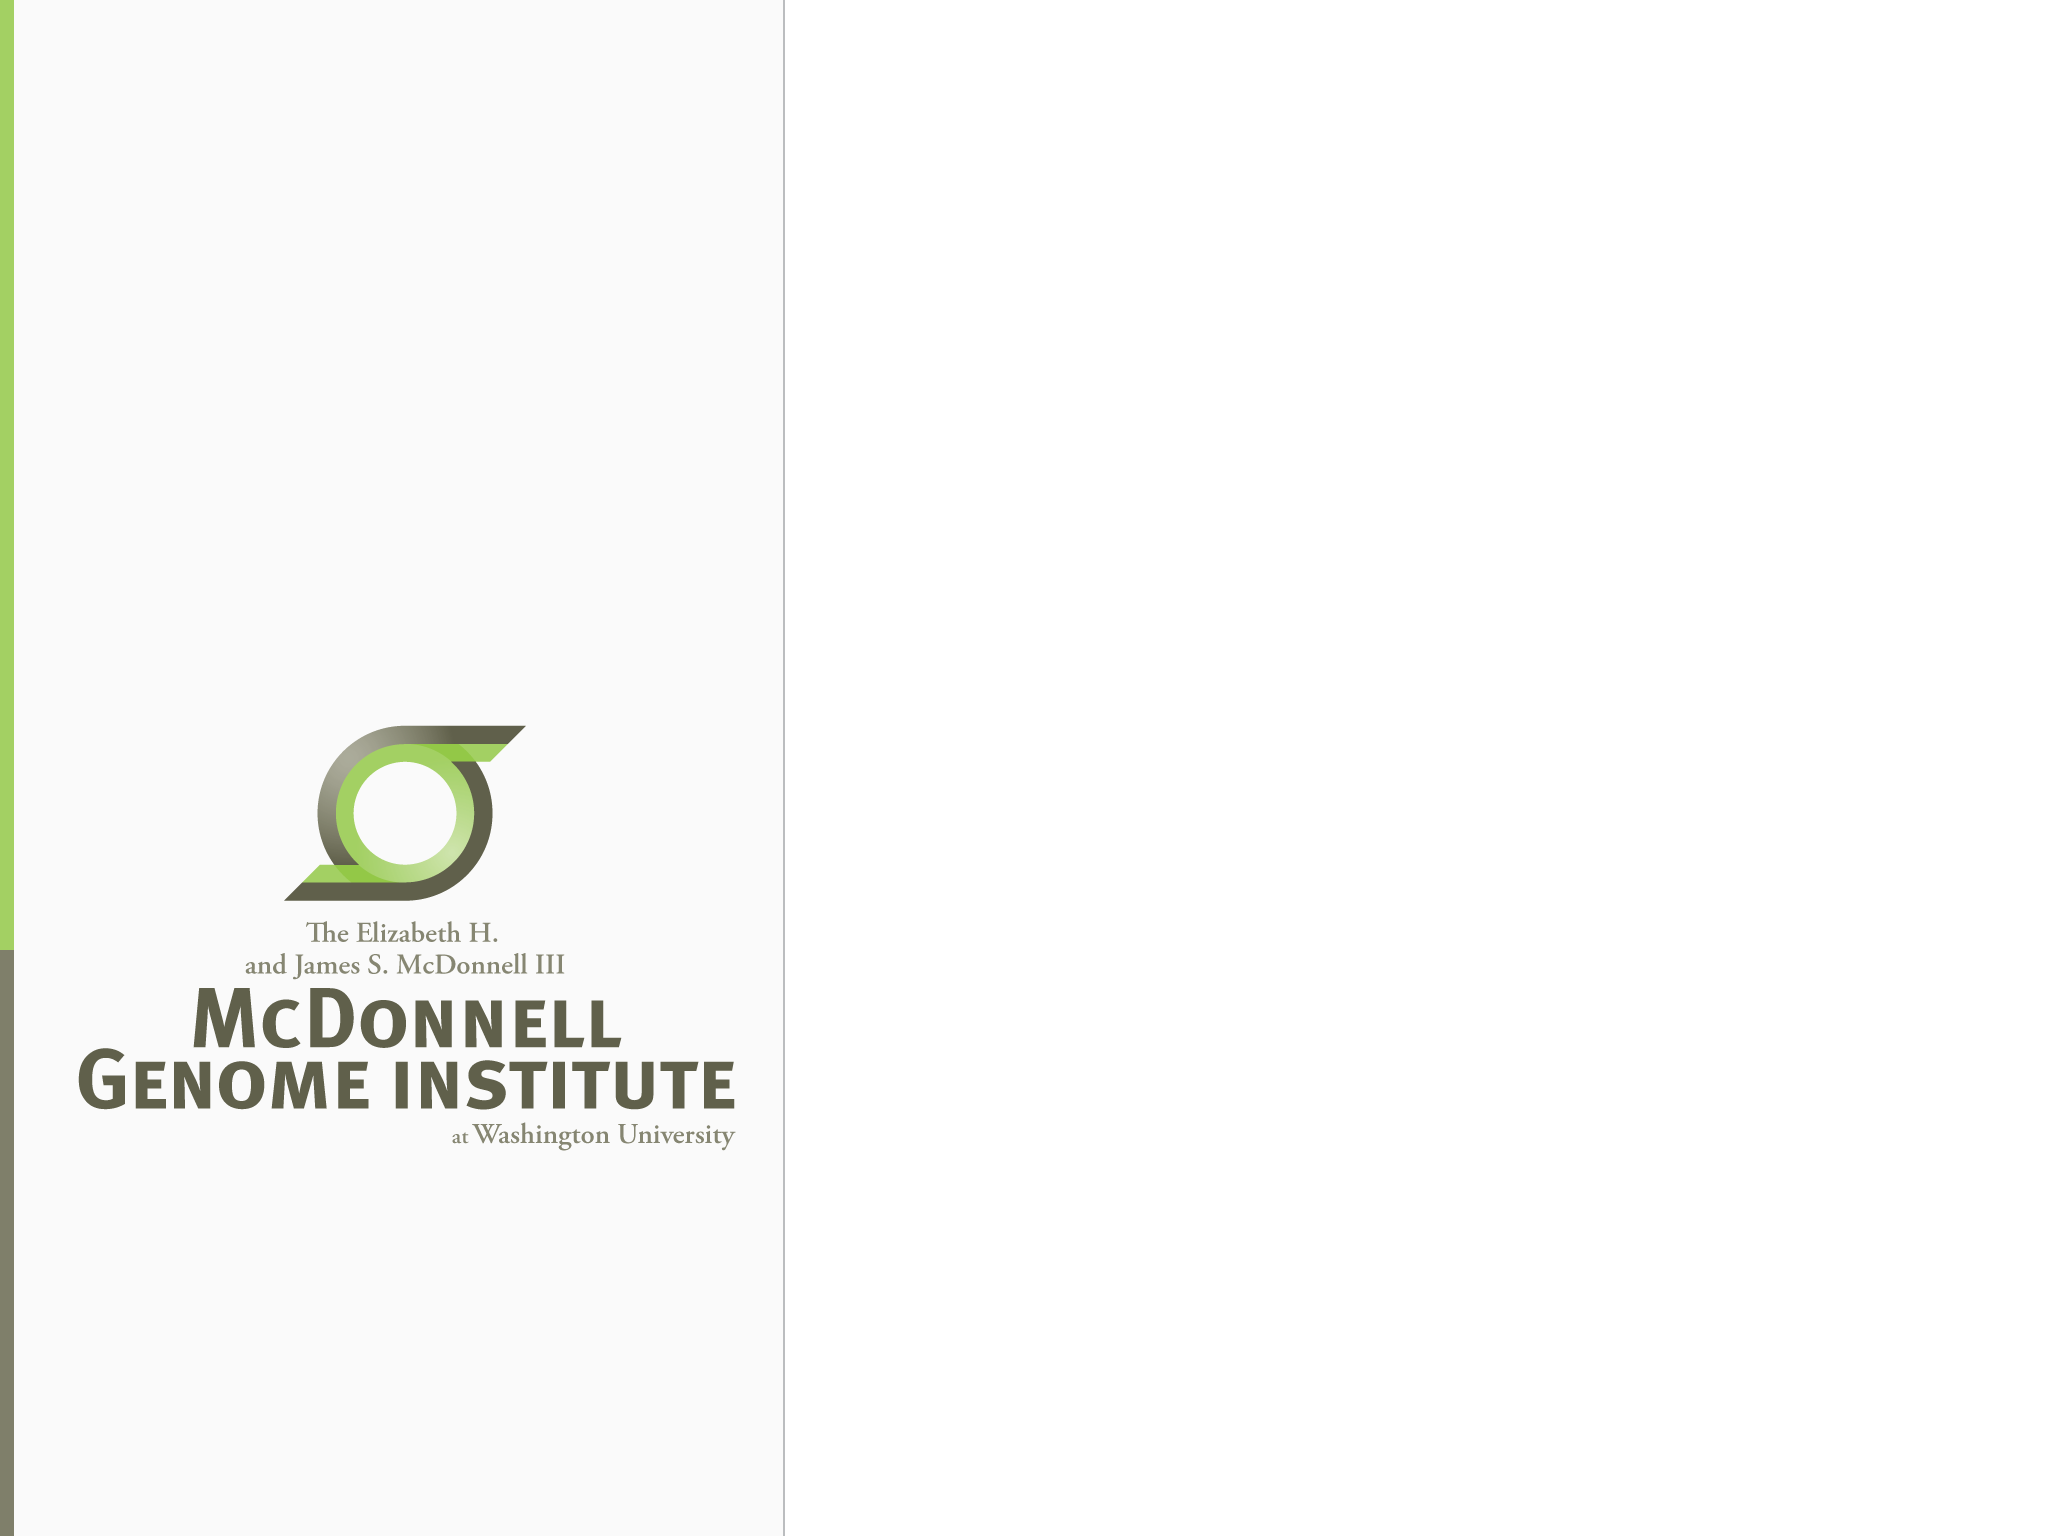 The Elizabeth H.
and James S. McDonnell III
McDonnell
Genome Institute
at Washington University